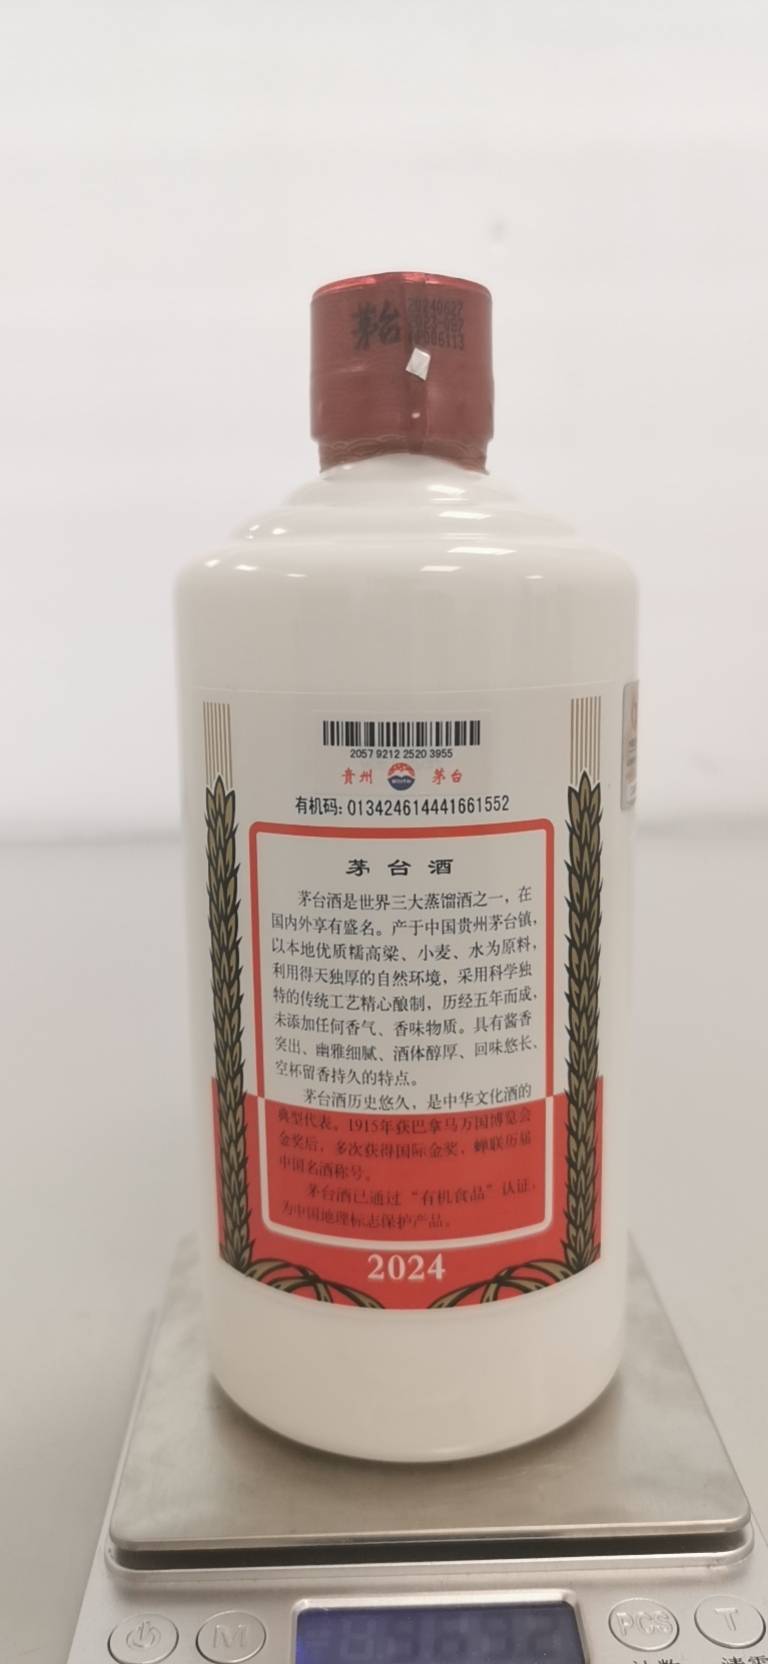 茅台
20240627
2023-097
2057 9212 2520 3955
贵州 茅台
有机码: 013424614441661552
茅台酒
茅台酒是世界三大蒸馏酒之一，在
国内外享有盛名。产于中国贵州茅台镇，
以本地优质糯高粱、小麦、水为原料，
利用得天独厚的自然环境，采用科学独
特的传统工艺精心酿制，历经五年而成，
未添加任何香气、香味物质。具有酱香
突出、幽雅细腻、酒体醇厚、回味悠长、
空杯留香持久的特点。
茅台酒历史悠久，是中华文化酒的
典型代表。1915年获巴拿马万国博览会
金奖后，多次获得国际金奖，蝉联历届
中国名酒称号。
茅台酒已通过“有机食品”认证，
为中国地理标志保护产品。
2024
M
PCS
T